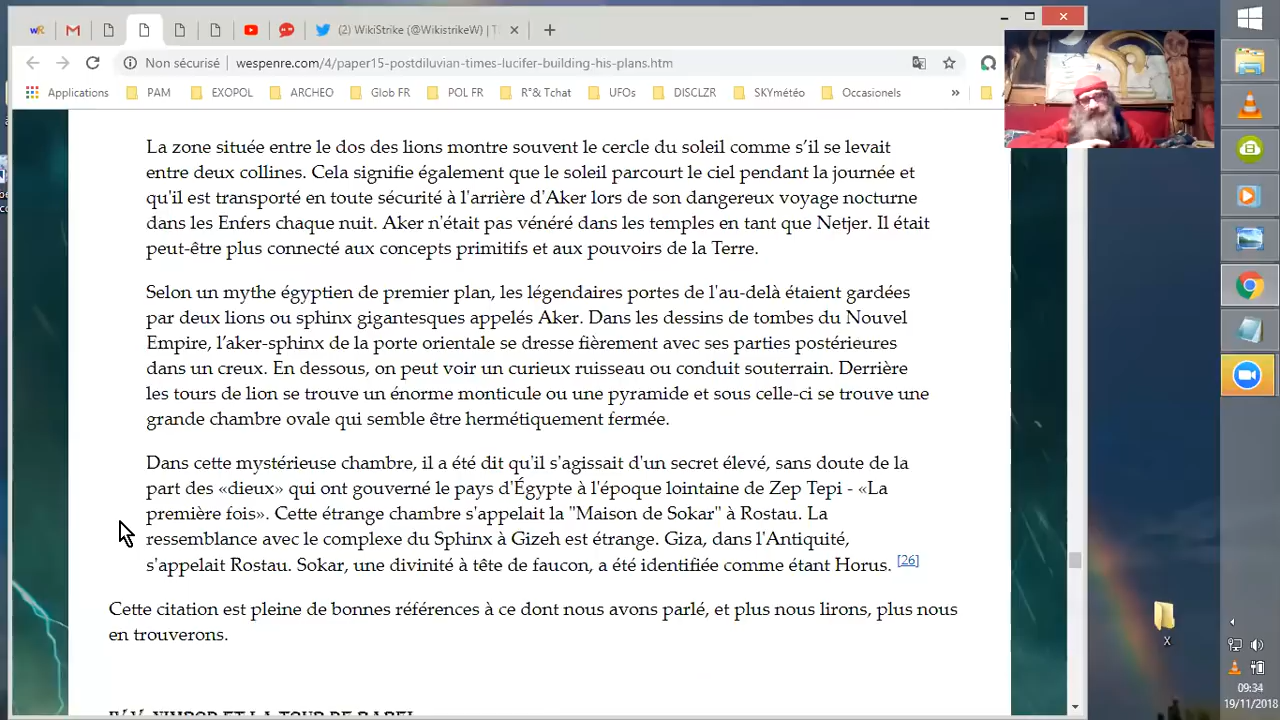 (2) WikiStrike (@WikistrikeW) | T
Non sécurisé | wespenre.com/4/paper13-postdiluvian-times-lucifer-building-his-plans.htm
Applications PAM EXOPOL ARCHEO Blog FR POL FR TV & Tchat UFO33 DISCLZR SKYmétéo Occasionels »
La zone située entre le dos des lions montre souvent le cercle du soleil comme s'il se levait
entre deux collines. Cela signifie également que le soleil parcourt le ciel pendant la journée et
qu'il est transporté en toute sécurité à l'arrière d'Aker lors de son dangereux voyage nocturne
dans les Enfers chaque nuit. Aker n'était pas vénéré dans les temples en tant que Netjer. Il était
peut-être plus connecté aux concepts primitifs et aux pouvoirs de la Terre.
Selon un mythe égyptien de premier plan, les légendaires portes de l'au-delà étaient gardées
par deux lions ou sphinx gigantesques appelés Aker. Dans les dessins de tombes du Nouvel
Empire, l'aker-sphinx de la porte orientale se dresse fièrement avec ses parties postérieures
dans un creux. En dessous, on peut voir un curieux ruisseau ou conduit souterrain. Derrière
les tours de lion se trouve un énorme monticule ou une pyramide et sous celle-ci se trouve une
grande chambre ovale qui semble être hermétiquement fermée.
Dans cette mystérieuse chambre, il a été dit qu'il s'agissait d'un secret élevé, sans doute de la
part des «dieux» qui ont gouverné le pays d'Égypte à l'époque lointaine de Zep Tepi - «La
première fois». Cette étrange chambre s'appelait la "Maison de Sokar" à Rostau. La
ressemblance avec le complexe du Sphinx à Gizeh est étrange. Giza, dans l'Antiquité,
s'appelait Rostau. Sokar, une divinité à tête de faucon, a été identifiée comme étant Horus. [26]
Cette citation est pleine de bonnes références à ce dont nous avons parlé, et plus nous lirons, plus nous
en trouverons.
X
09:34
19/11/2018